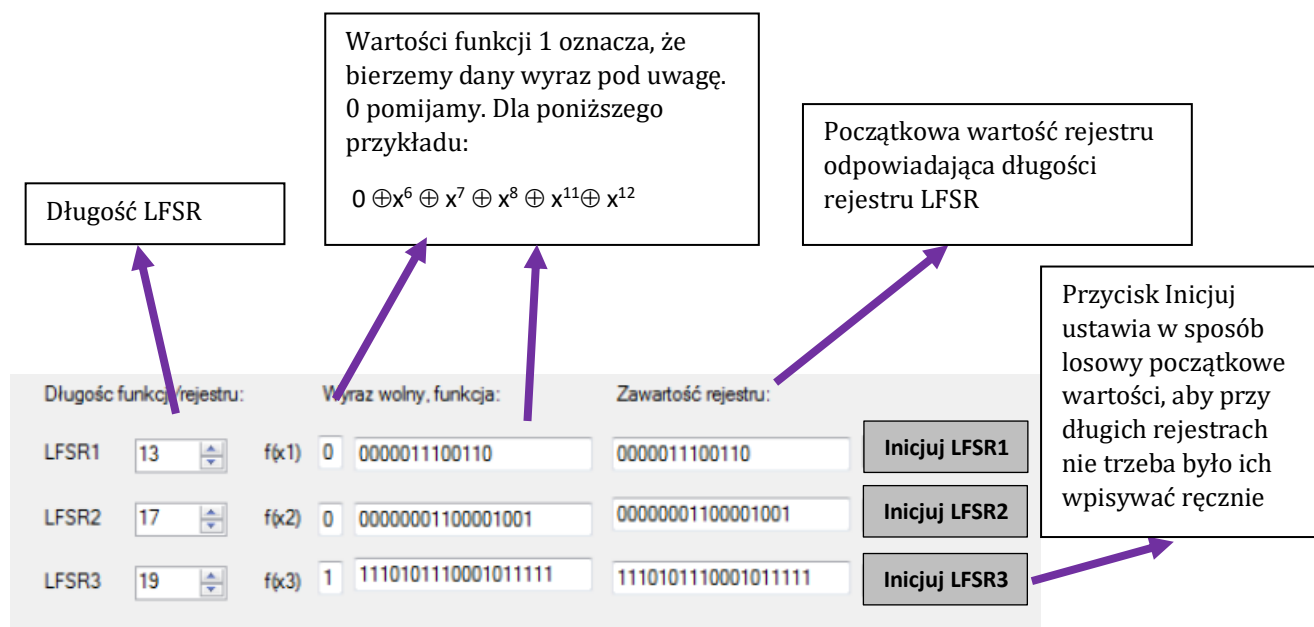 Wartości funkcji 1 oznacza, że
bierzemy dany wyraz pod uwagę.
0 pomijamy. Dla poniższego
przykładu:
0 ⊕x⁶ ⊕ x⁷ ⊕ x⁸ ⊕ x¹¹⊕ x¹²
Długość LFSR
Początkowa wartość rejestru
odpowiadająca długości
rejestru LFSR
Przycisk Inicjuj
ustawia w sposób
losowy początkowe
wartości, aby przy
długich rejestrach
nie trzeba było ich
wpisywać ręcznie
Długośc funkcji/rejestru: Wyraz wolny, funkcja: Zawartość rejestru:
LFSR1 13 f(x1) 0 0000011100110 0000011100110 Inicjuj LFSR1
LFSR2 17 f(x2) 0 00000001100001001 00000001100001001 Inicjuj LFSR2
LFSR3 19 f(x3) 1 1110101110001011111 1110101110001011111 Inicjuj LFSR3